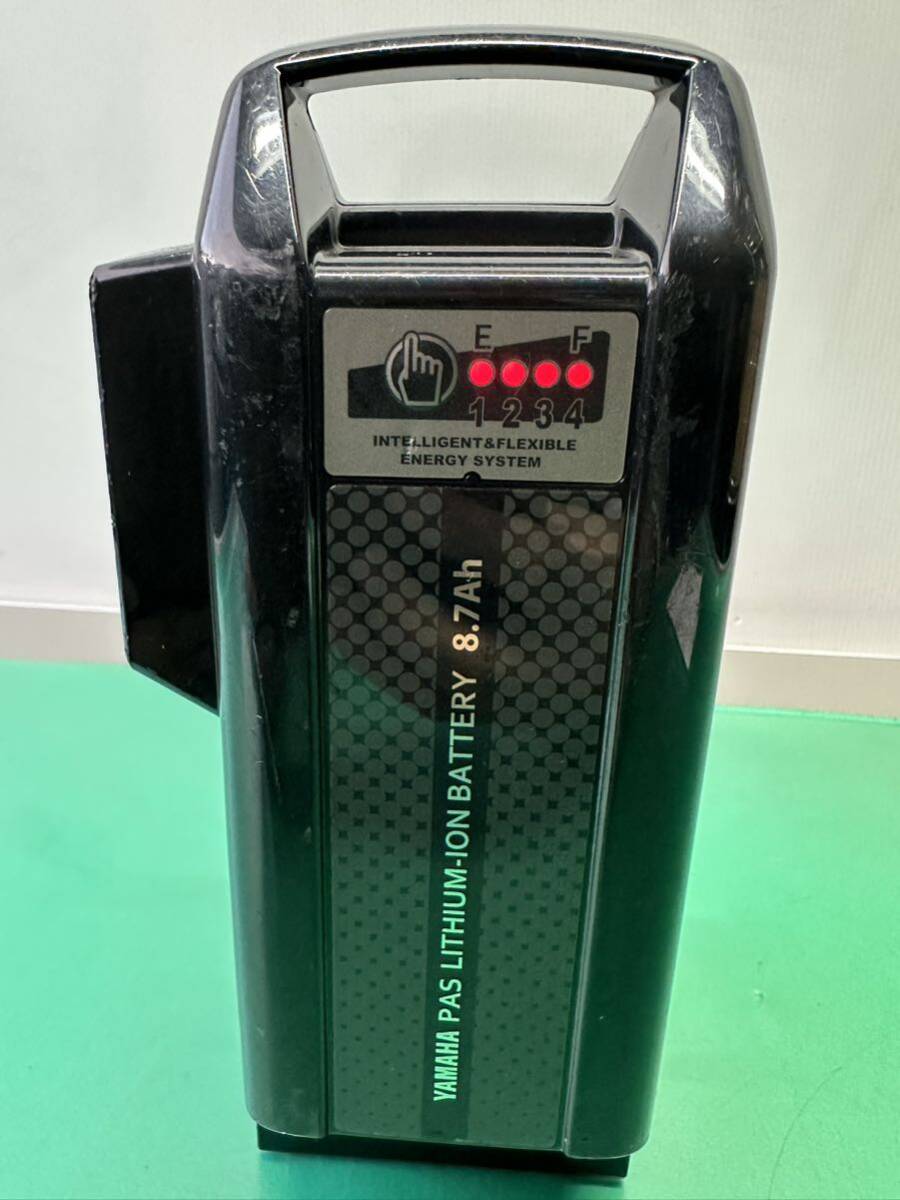 E F
1 2 3 4
INTELLIGENT&FLEXIBLE
ENERGY SYSTEM
YAMAHA PAS LITHIUM-ION BATTERY 8.7Ah